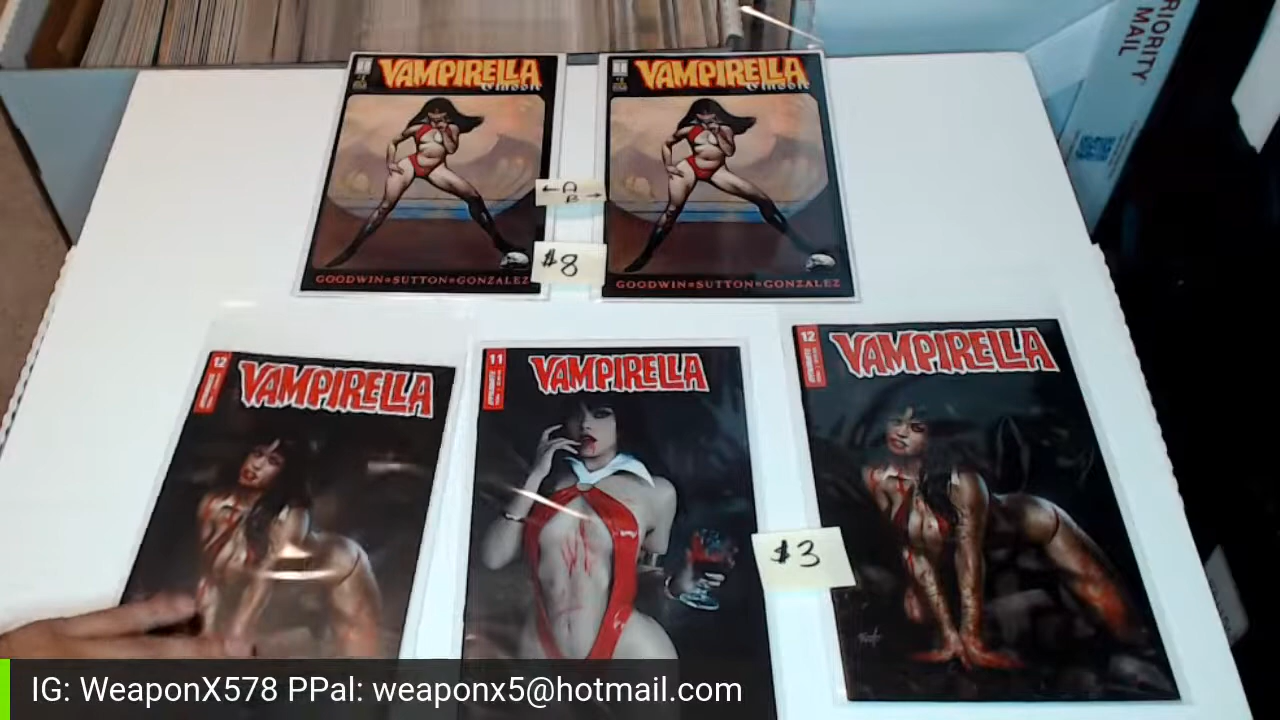 RIORITY
MAIL
VAMPIRELLA
Classic
VAMPIRELLA
Classic
←A
B→
$8
GOODWIN•SUTTON•GONZALEZ
GOODWIN•SUTTON•GONZALEZ
12
VAMPIRELLA
11
VAMPIRELLA
12
VAMPIRELLA
$3
IG: WeaponX578 PPal: weaponx5@hotmail.com